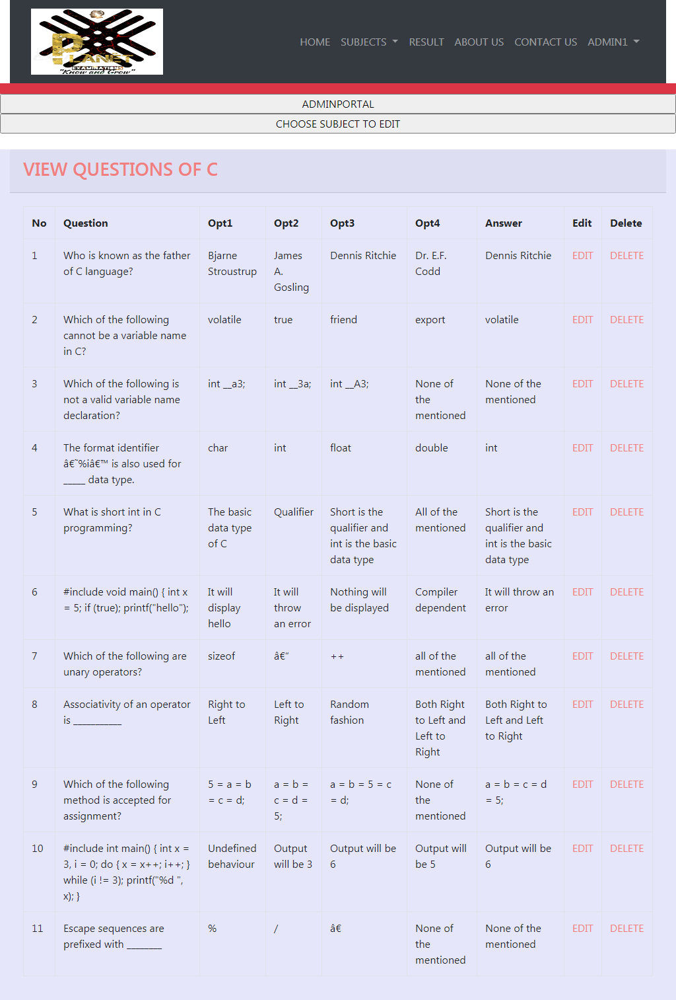 PLANET
EXAMINATIONS
"Know and Grow"
HOME SUBJECTS RESULT ABOUT US CONTACT US ADMIN1
ADMINPORTAL
CHOOSE SUBJECT TO EDIT
VIEW QUESTIONS OF C
No Question Opt1 Opt2 Opt3 Opt4 Answer Edit Delete
1 Who is known as the father Bjarne James Dennis Ritchie Dr. E.F. Dennis Ritchie EDIT DELETE
of C language? Stroustrup A. Codd
Gosling
2 Which of the following volatile true friend export volatile EDIT DELETE
cannot be a variable name
in C?
3 Which of the following is int __a3; int __3a; int __A3; None of None of the EDIT DELETE
not a valid variable name the mentioned
declaration? mentioned
4 The format identifier char int float double int EDIT DELETE
â€˜%iâ€™ is also used for
_____ data type.
5 What is short int in C The basic Qualifier Short is the All of the Short is the EDIT DELETE
programming? data type qualifier and mentioned qualifier and
of C int is the basic int is the basic
data type data type
6 #include void main() { int x It will It will Nothing will Compiler It will throw an EDIT DELETE
= 5; if (true); printf("hello"); display throw be displayed dependent error
hello an error
7 Which of the following are sizeof â€“ ++ all of the all of the EDIT DELETE
unary operators? mentioned mentioned
8 Associativity of an operator Right to Left to Random Both Right Both Right to EDIT DELETE
is ___________ Left Right fashion to Left and Left and Left
Left to to Right
Right
9 Which of the following 5 = a = b a = b = a = b = 5 = c None of a = b = c = d EDIT DELETE
method is accepted for = c = d; c = d = = d; the = 5;
assignment? 5; mentioned
10 #include int main() { int x = Undefined Output Output will be Output will Output will be EDIT DELETE
3, i = 0; do { x = x++; i++; } behaviour will be 3 6 be 5 6
while (i != 3); printf("%d ",
x); }
11 Escape sequences are % / â€ None of None of the EDIT DELETE
prefixed with ________ the mentioned
mentioned